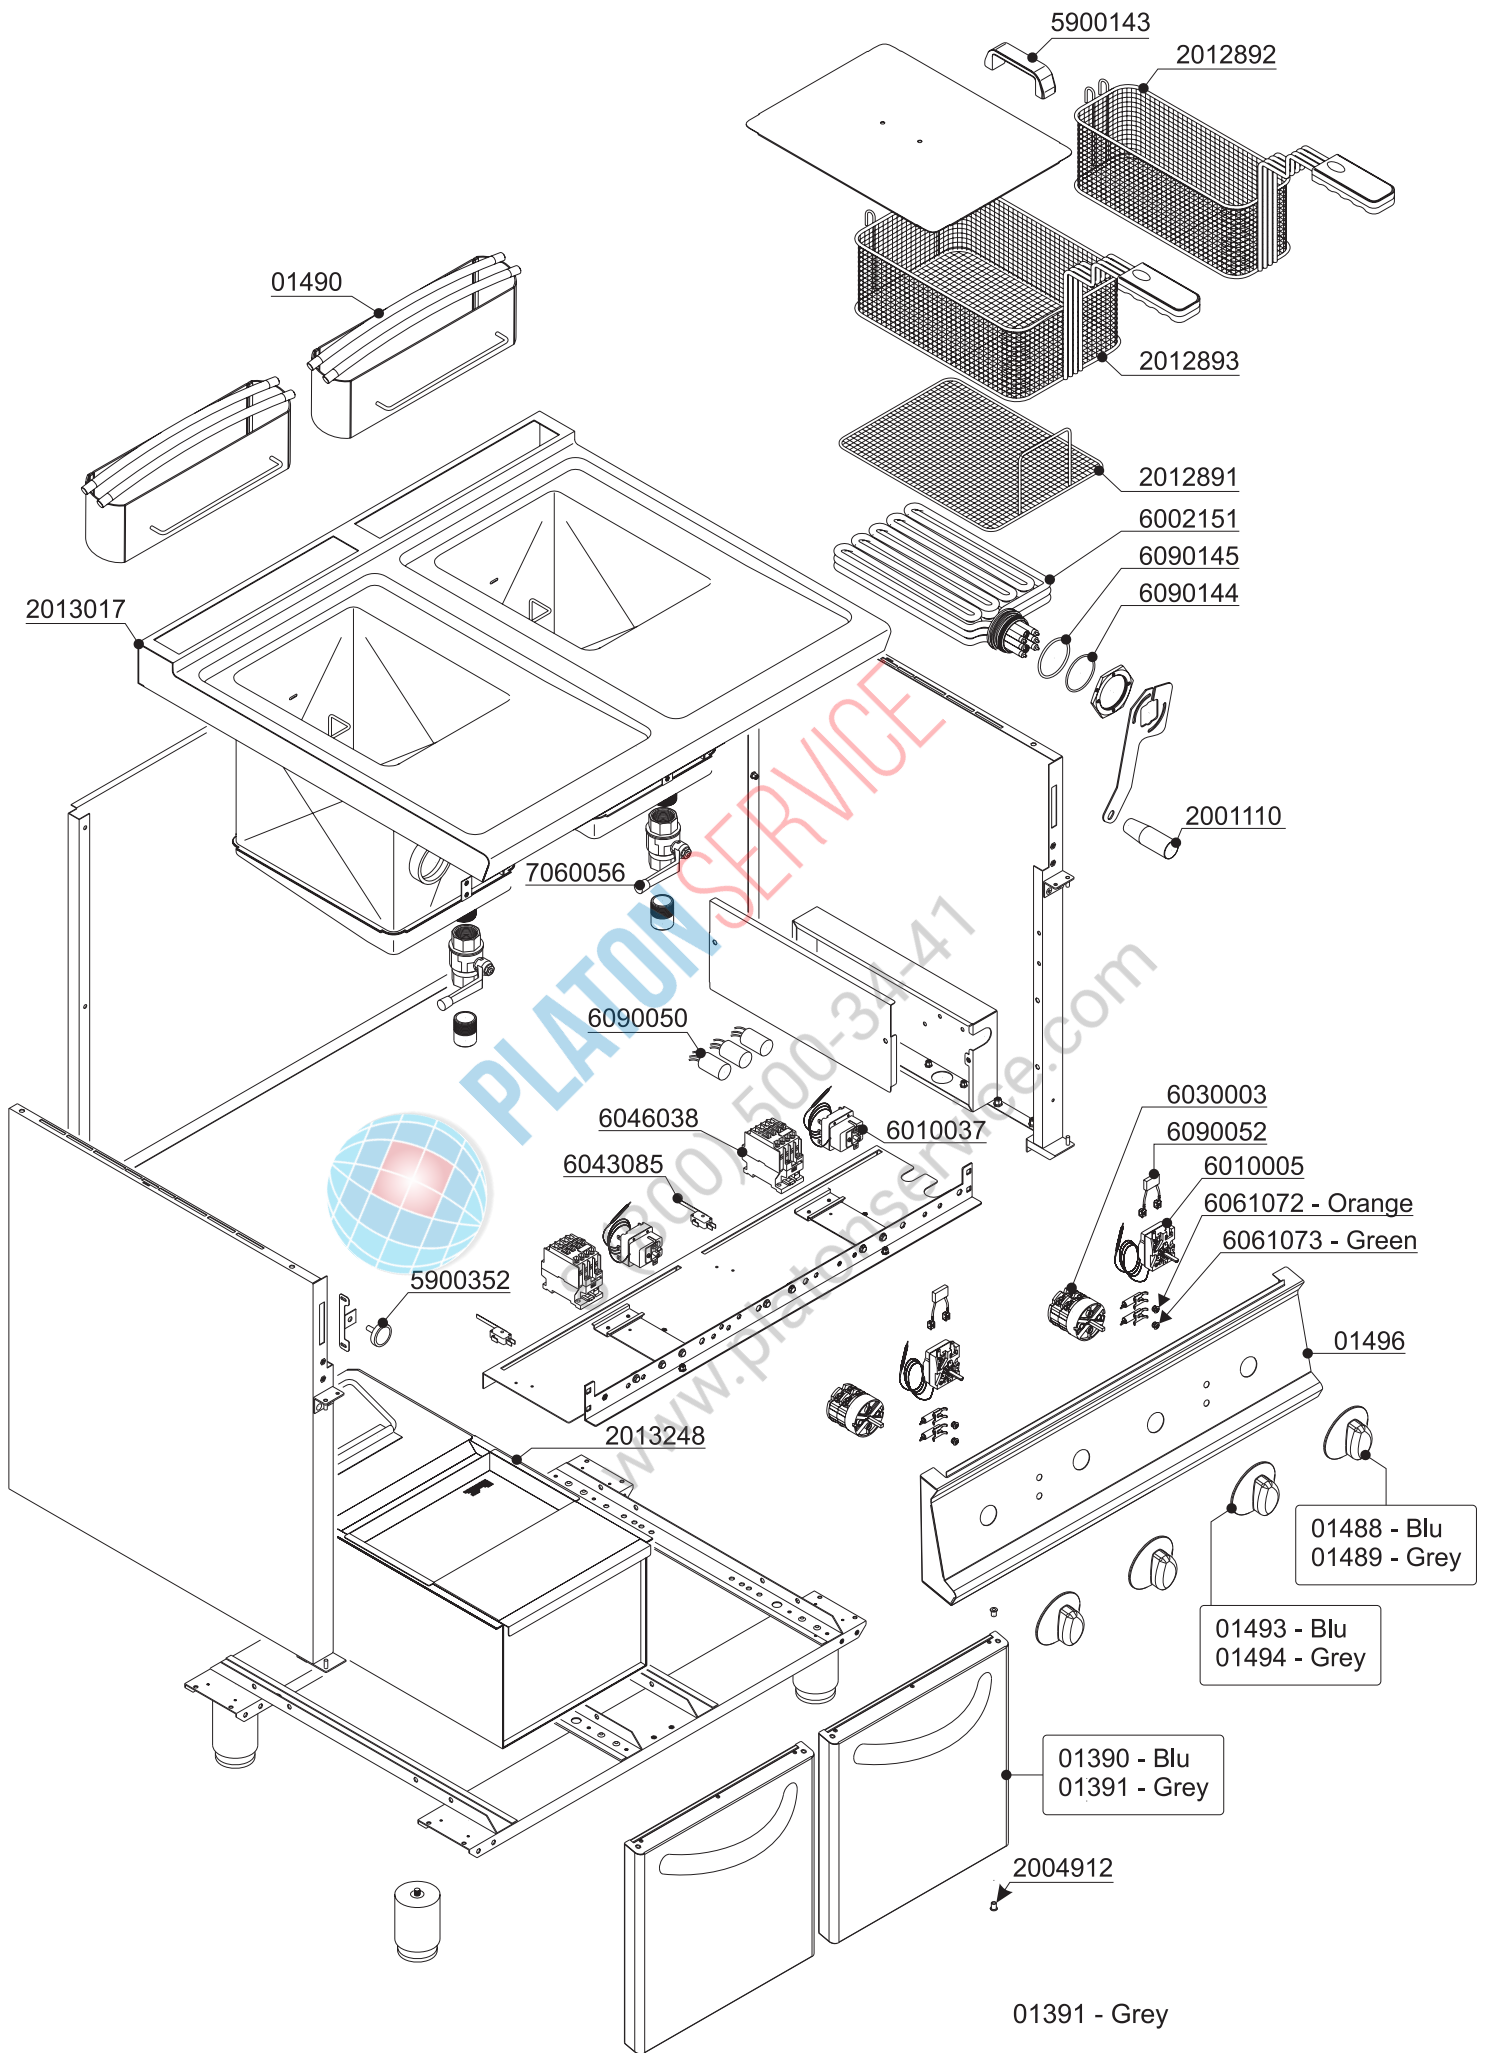 5900143
2012892
01490
2012893
2012891
6002151
6090145
6090144
2013017
2001110
7060056
PLATON SERVICE
8 (800) 500-34-41
www.platonservice.com
6090050
6030003
6046038
6010037
6090052
6043085
6010005
6061072 - Orange
6061073 - Green
5900352
01496
2013248
01488 - Blu
01489 - Grey
01493 - Blu
01494 - Grey
01390 - Blu
01391 - Grey
2004912
01391 - Grey